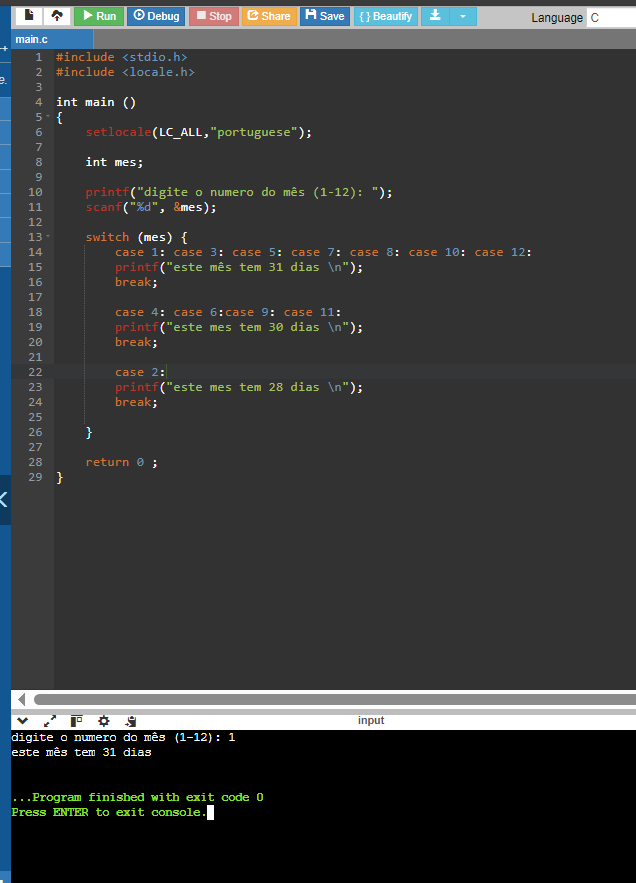 Run Debug Stop Share Save { } Beautify Language C
main.c
1 #include <stdio.h>
2 #include <locale.h>
3
4 int main ()
5 {
6 setlocale(LC_ALL,"portuguese");
7
8 int mes;
9
10 printf("digite o numero do mês (1-12): ");
11 scanf("%d", &mes);
12
13 switch (mes) {
14 case 1: case 3: case 5: case 7: case 8: case 10: case 12:
15 printf("este mês tem 31 dias \n");
16 break;
17
18 case 4: case 6:case 9: case 11:
19 printf("este mes tem 30 dias \n");
20 break;
21
22 case 2:
23 printf("este mes tem 28 dias \n");
24 break;
25
26 }
27
28 return 0 ;
29 }
input
digite o numero do mês (1-12): 1
este mês tem 31 dias
...Program finished with exit code 0
Press ENTER to exit console.